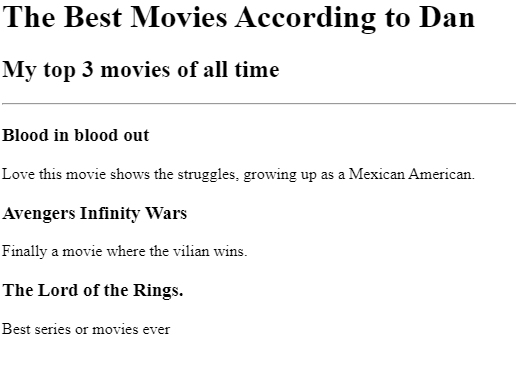 The Best Movies According to Dan
My top 3 movies of all time
Blood in blood out
Love this movie shows the struggles, growing up as a Mexican American.
Avengers Infinity Wars
Finally a movie where the vilian wins.
The Lord of the Rings.
Best series or movies ever